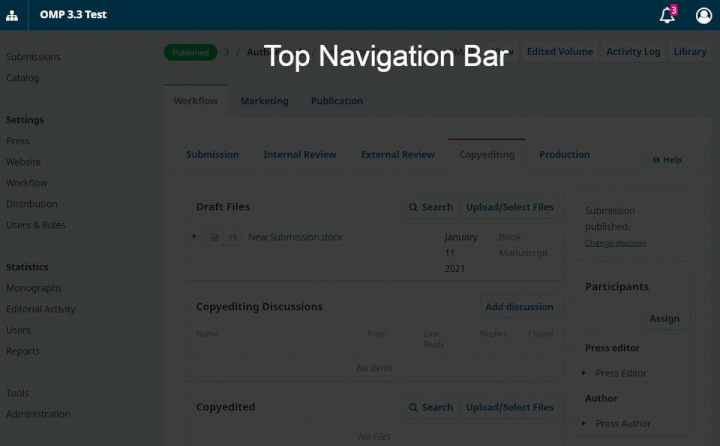 OMP 3.3 Test
3
Top Navigation Bar
Published 3 / Edited Volume Activity Log Library
Submissions
Catalog
Settings
Press
Website
Workflow
Distribution
Users & Roles
Statistics
Monographs
Editorial Activity
Users
Reports
Tools
Administration
Workflow Marketing Publication
Submission Internal Review External Review Copyediting Production
Help
Draft Files Search Upload/Select Files
15 New Submission.docx January 11, 2021 Book Manuscript
Copyediting Discussions Add discussion
Name From Last Reply Replies Closed
No Items
Copyedited Search Upload/Select Files
No Files
Submission
published.
Change decision
Participants
Assign
Press editor
Press Editor
Author
Press Author